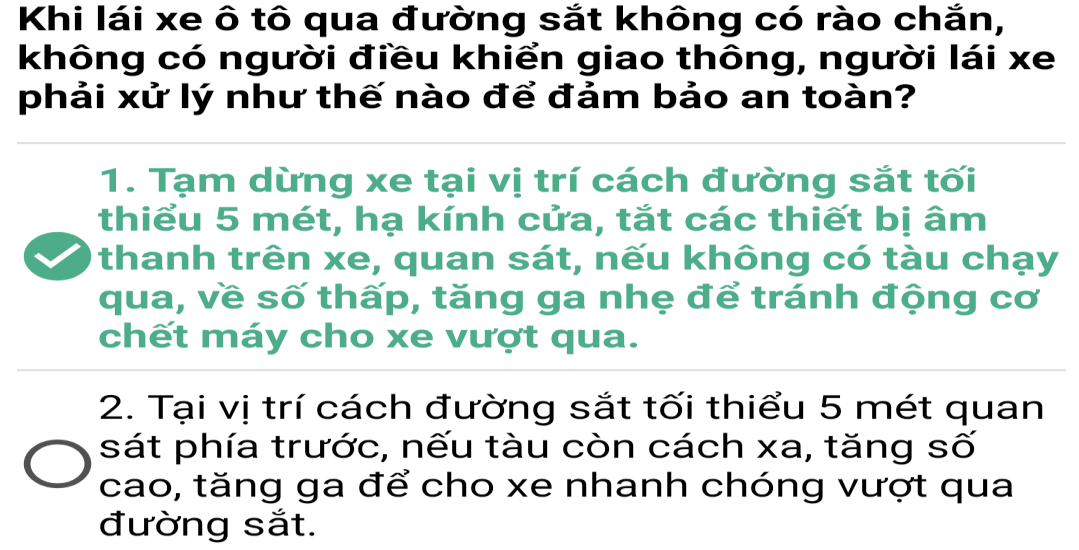 Khi lái xe ô tô qua đường sắt không có rào chắn,
không có người điều khiển giao thông, người lái xe
phải xử lý như thế nào để đảm bảo an toàn?
1. Tạm dừng xe tại vị trí cách đường sắt tối
thiểu 5 mét, hạ kính cửa, tắt các thiết bị âm
thanh trên xe, quan sát, nếu không có tàu chạy
qua, về số thấp, tăng ga nhẹ để tránh động cơ
chết máy cho xe vượt qua.
2. Tại vị trí cách đường sắt tối thiểu 5 mét quan
sát phía trước, nếu tàu còn cách xa, tăng số
cao, tăng ga để cho xe nhanh chóng vượt qua
đường sắt.